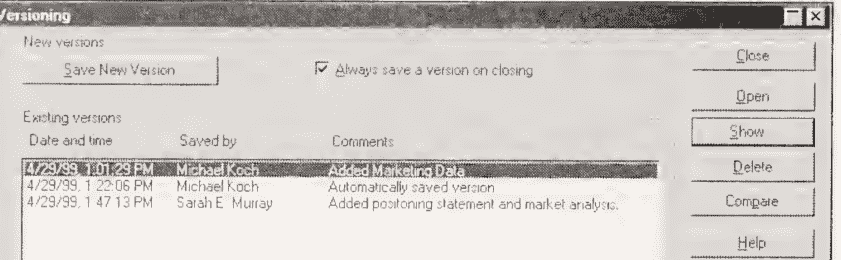 Versioning
New versions
Save New Version
Always save a version on closing
Close
Open
Existing versions
Date and time Saved by Comments
Show
4/29/99, 1:01:29 PM Michael Koch Added Marketing Data
Delete
4/29/99, 1 22:06 PM Michael Koch Automatically saved version
4/29/99, 1 47 13 PM Sarah E Murray Added positoning statement and market analysis.
Compare
Help